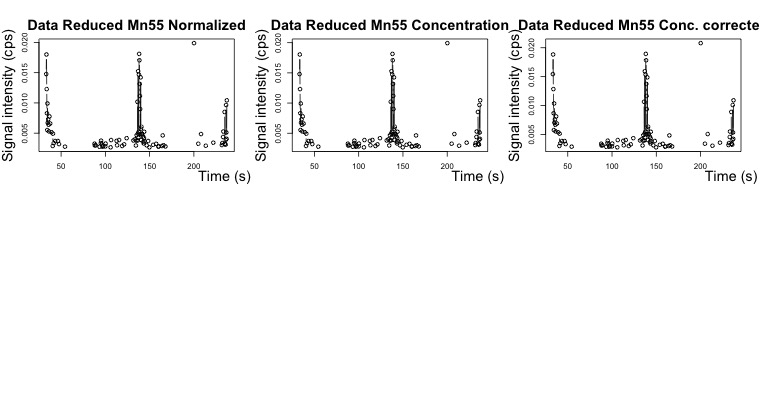 Data Reduced Mn55 Normalized
Signal intensity (cps)
0.005 0.010 0.015 0.020
50 100 150 200
Time (s)
Data Reduced Mn55 Concentration
Signal intensity (cps)
0.005 0.010 0.015 0.020
50 100 150 200
Time (s)
Data Reduced Mn55 Conc. correcte
Signal intensity (cps)
0.005 0.010 0.015 0.020
50 100 150 200
Time (s)